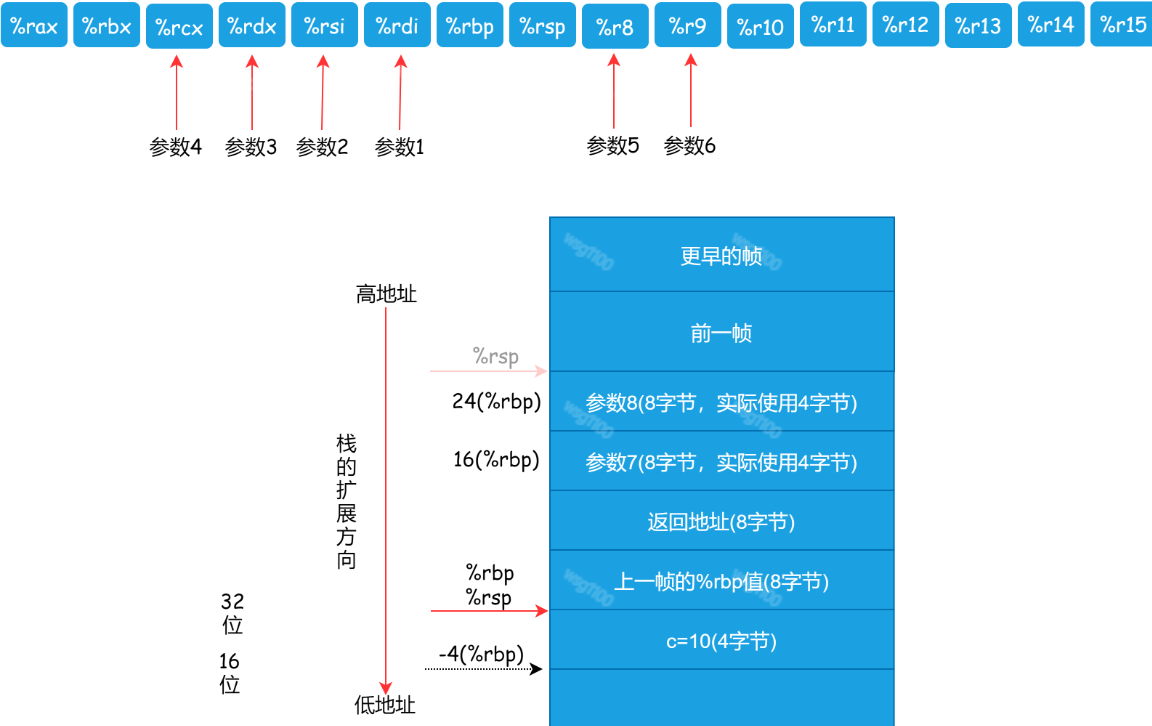 %rax %rbx %rcx %rdx %rsi %rdi %rbp %rsp %r8 %r9 %r10 %r11 %r12 %r13 %r14 %r15
参数4 参数3 参数2 参数1 参数5 参数6
更早的帧
高地址
前一帧
%rsp
24(%rbp) 参数8(8字节，实际使用4字节)
16(%rbp) 参数7(8字节，实际使用4字节)
栈的扩展方向
返回地址(8字节)
%rbp
%rsp
上一帧的%rbp值(8字节)
32
位
c=10(4字节)
-4(%rbp)
16
位
低地址
wsg1100
wsg1100
wsg1100
wsg1100
wsg1100
wsg1100